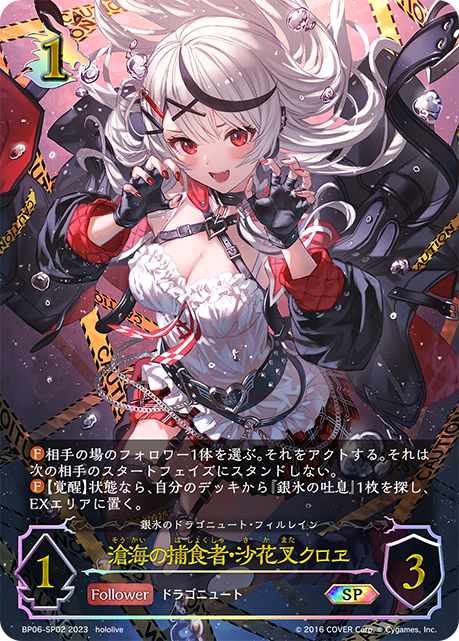 1
CAUTION
CAUTION
CAUTION
CAUTION
Ⓕ相手の場のフォロワー1体を選ぶ。それをアクトする。それは
次の相手のスタートフェイズにスタンドしない。
Ⓕ【覚醒】状態なら、自分のデッキから『銀氷の吐息』1枚を探し、
EXエリアに置く。
銀氷のドラゴニュート・フィルレイン
そうかい ほしょくしゃ さかまた
滄海の捕食者・沙花叉クロヱ
1
Follower ドラゴニュート
SP
3
BP06-SP02 2023 hololive
© 2016 COVER Corp. © Cygames, Inc.